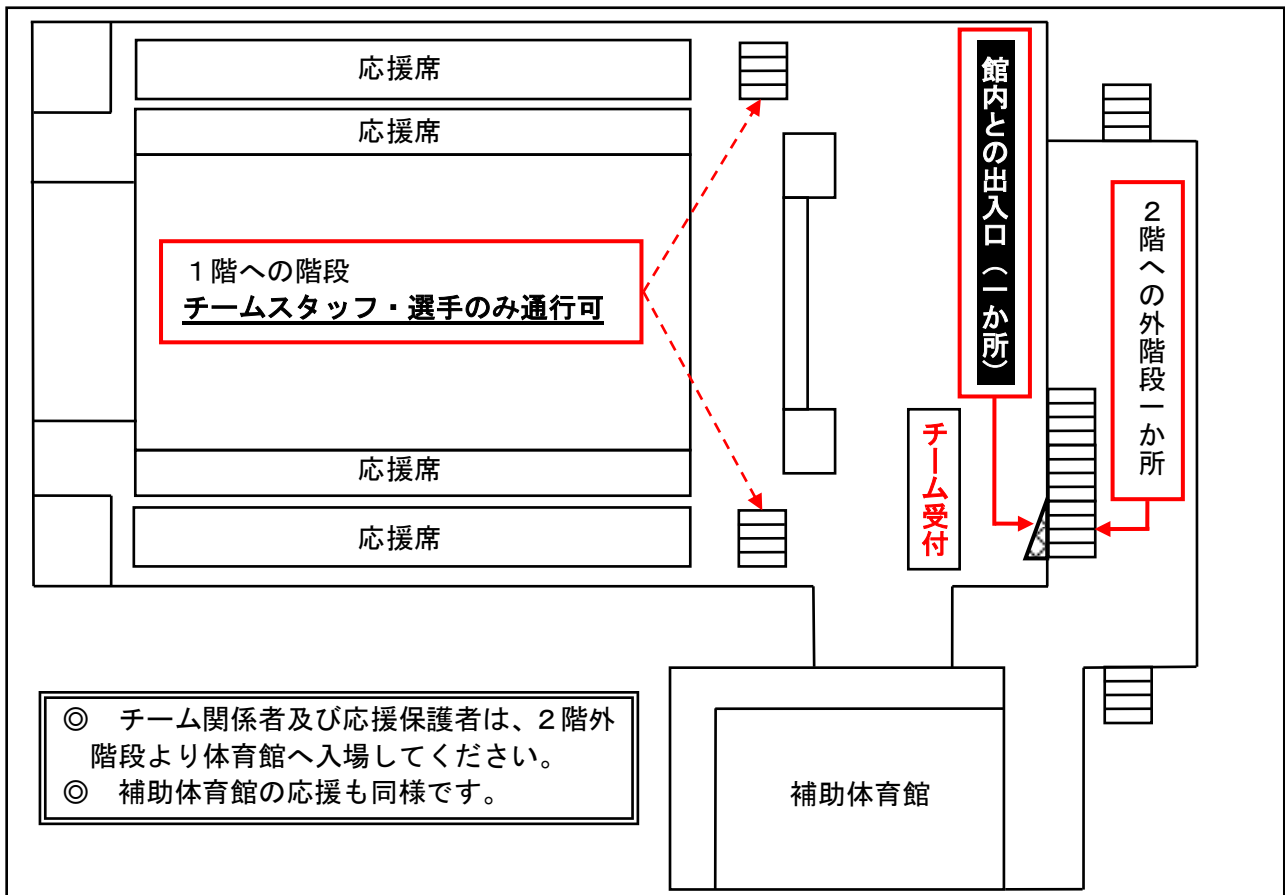 応援席
応援席
１階への階段
チームスタッフ・選手のみ通行可
応援席
応援席
館内との出入口（一か所）
２階への外階段一か所
チーム受付
◎　チーム関係者及び応援保護者は、２階外
階段より体育館へ入場してください。
◎　補助体育館の応援も同様です。
補助体育館